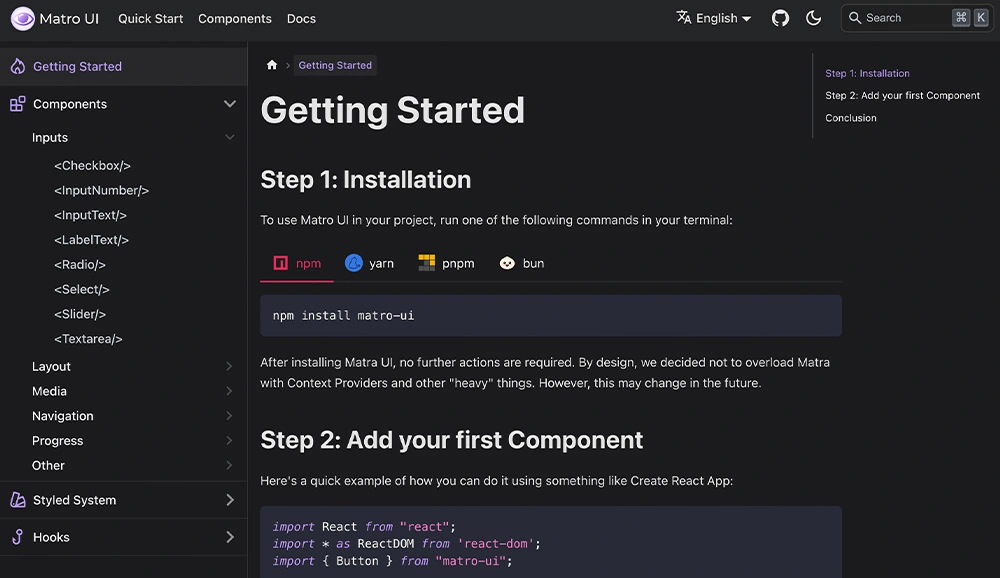 Matro UI Quick Start Components Docs English Search ⌘ K
Getting Started
Components
Inputs
<Checkbox/>
<InputNumber/>
<InputText/>
<LabelText/>
<Radio/>
<Select/>
<Slider/>
<Textarea/>
Layout
Media
Navigation
Progress
Other
Styled System
Hooks
Getting Started
Getting Started
Step 1: Installation
To use Matro UI in your project, run one of the following commands in your terminal:
npm yarn pnpm bun
npm install matro-ui
After installing Matra UI, no further actions are required. By design, we decided not to overload Matra
with Context Providers and other "heavy" things. However, this may change in the future.
Step 2: Add your first Component
Here's a quick example of how you can do it using something like Create React App:
import React from "react";
import * as ReactDOM from 'react-dom';
import { Button } from "matro-ui";
Step 1: Installation
Step 2: Add your first Component
Conclusion